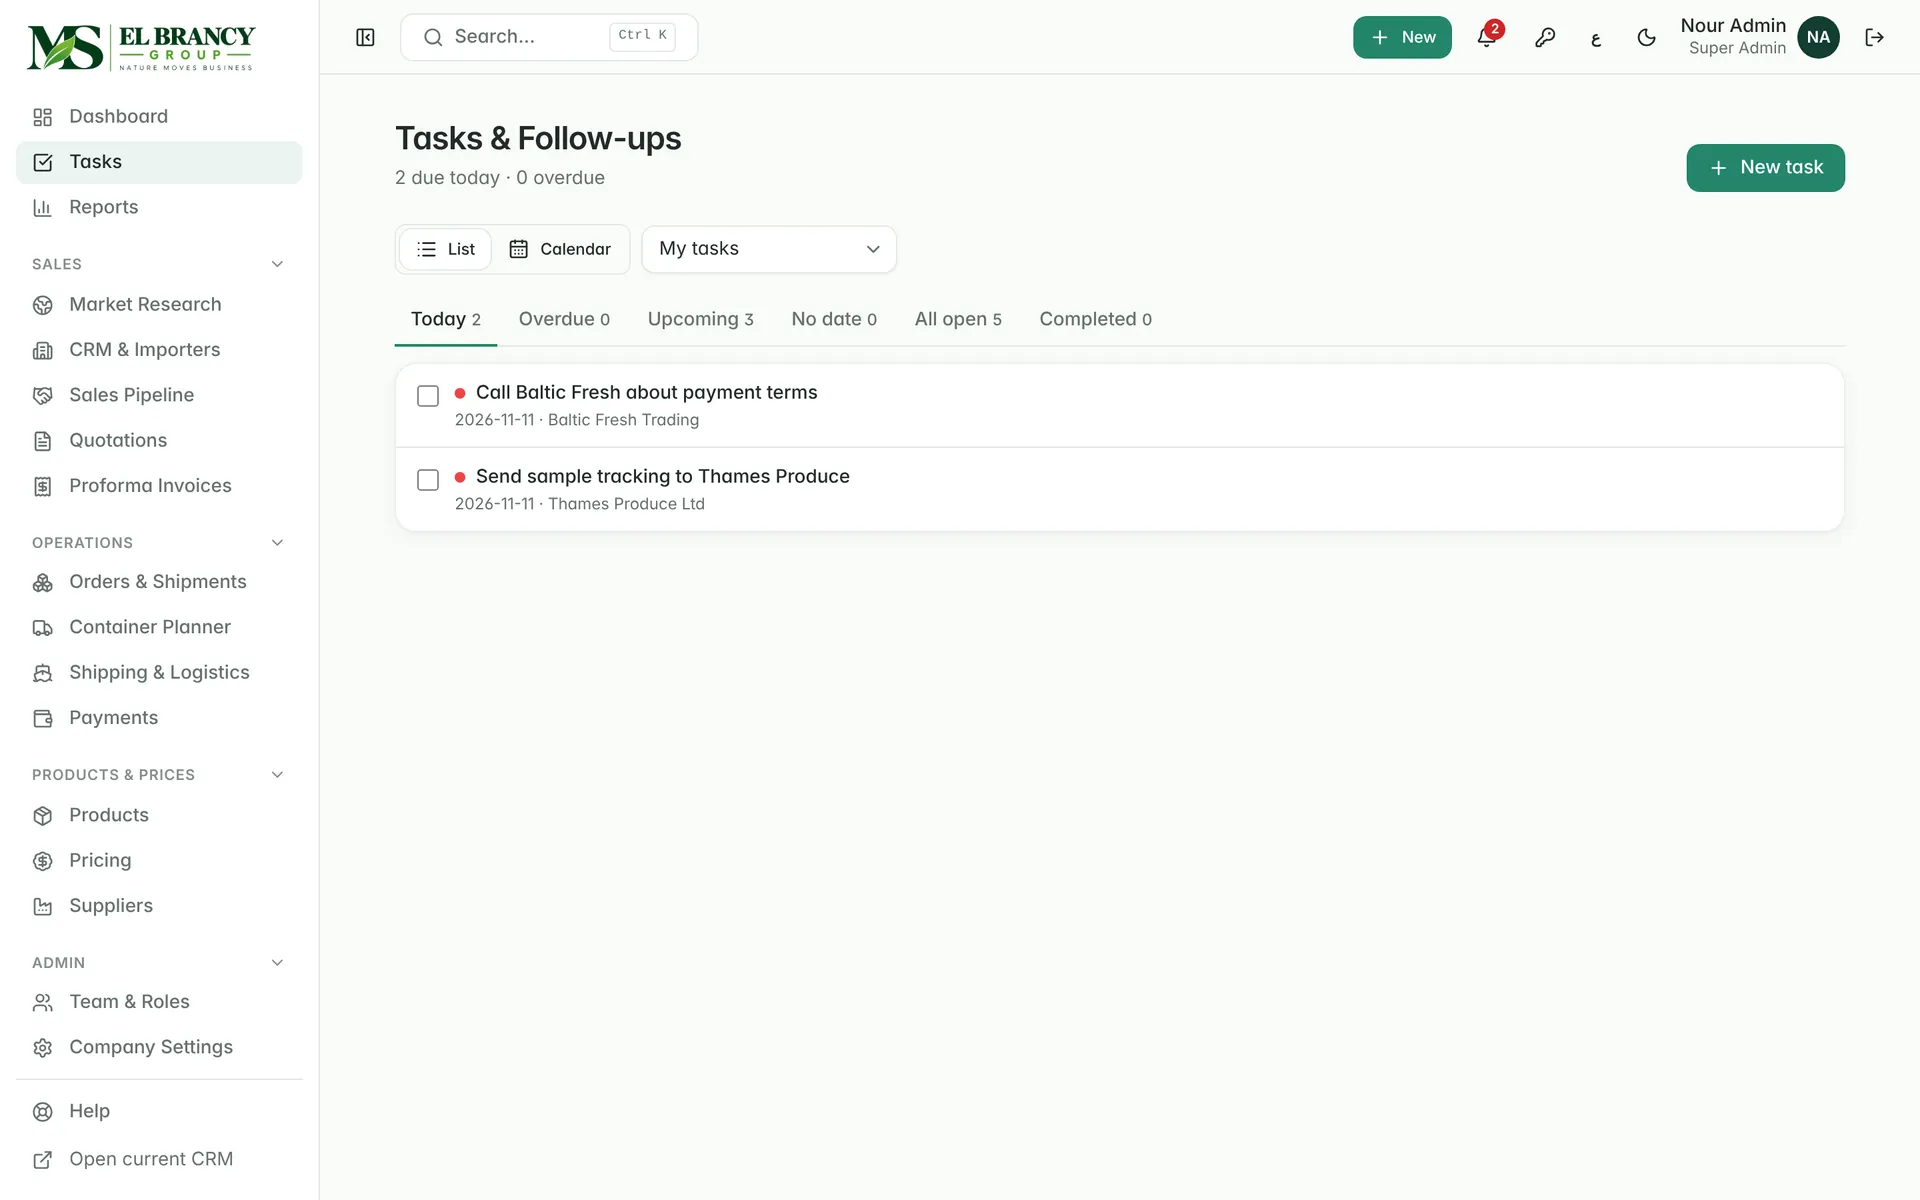 MS EL BRANCY
GROUP
NATURE MOVES BUSINESS
Dashboard
Tasks
Reports
SALES
Market Research
CRM & Importers
Sales Pipeline
Quotations
Proforma Invoices
OPERATIONS
Orders & Shipments
Container Planner
Shipping & Logistics
Payments
PRODUCTS & PRICES
Products
Pricing
Suppliers
ADMIN
Team & Roles
Company Settings
Help
Open current CRM
Search... Ctrl K
New
2
ع
Nour Admin
Super Admin
NA
Tasks & Follow-ups
2 due today · 0 overdue
New task
List Calendar My tasks
Today 2 Overdue 0 Upcoming 3 No date 0 All open 5 Completed 0
Call Baltic Fresh about payment terms
2026-11-11 · Baltic Fresh Trading
Send sample tracking to Thames Produce
2026-11-11 · Thames Produce Ltd